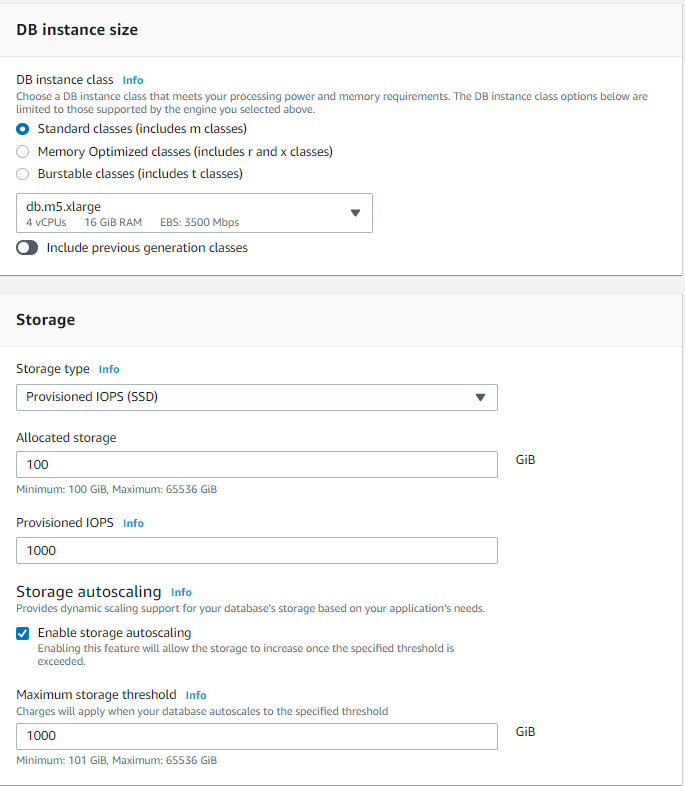 DB instance size
DB instance class Info
Choose a DB instance class that meets your processing power and memory requirements. The DB instance class options below are
limited to those supported by the engine you selected above.
Standard classes (includes m classes)
Memory Optimized classes (includes r and x classes)
Burstable classes (includes t classes)
db.m5.xlarge
4 vCPUs 16 GiB RAM EBS: 3500 Mbps
Include previous generation classes
Storage
Storage type Info
Provisioned IOPS (SSD)
Allocated storage
100 GiB
Minimum: 100 GiB, Maximum: 65536 GiB
Provisioned IOPS Info
1000
Storage autoscaling Info
Provides dynamic scaling support for your database's storage based on your application's needs.
Enable storage autoscaling
Enabling this feature will allow the storage to increase once the specified threshold is
exceeded.
Maximum storage threshold Info
Charges will apply when your database autoscales to the specified threshold
1000 GiB
Minimum: 101 GiB, Maximum: 65536 GiB